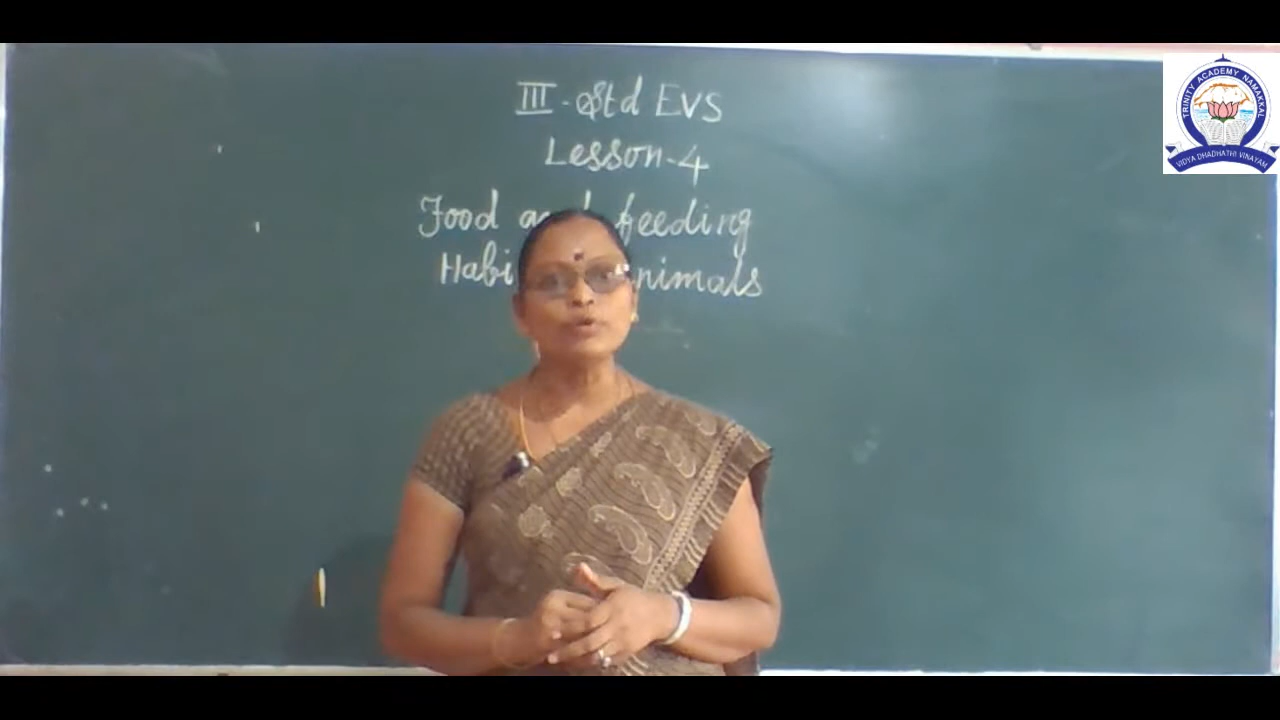 III - Std EVS
Lesson-4
Food feeding
Habi nimals
TRINITY ACADEMY NAMAKKAL
VIDYA DHADHATHI VINAYAM